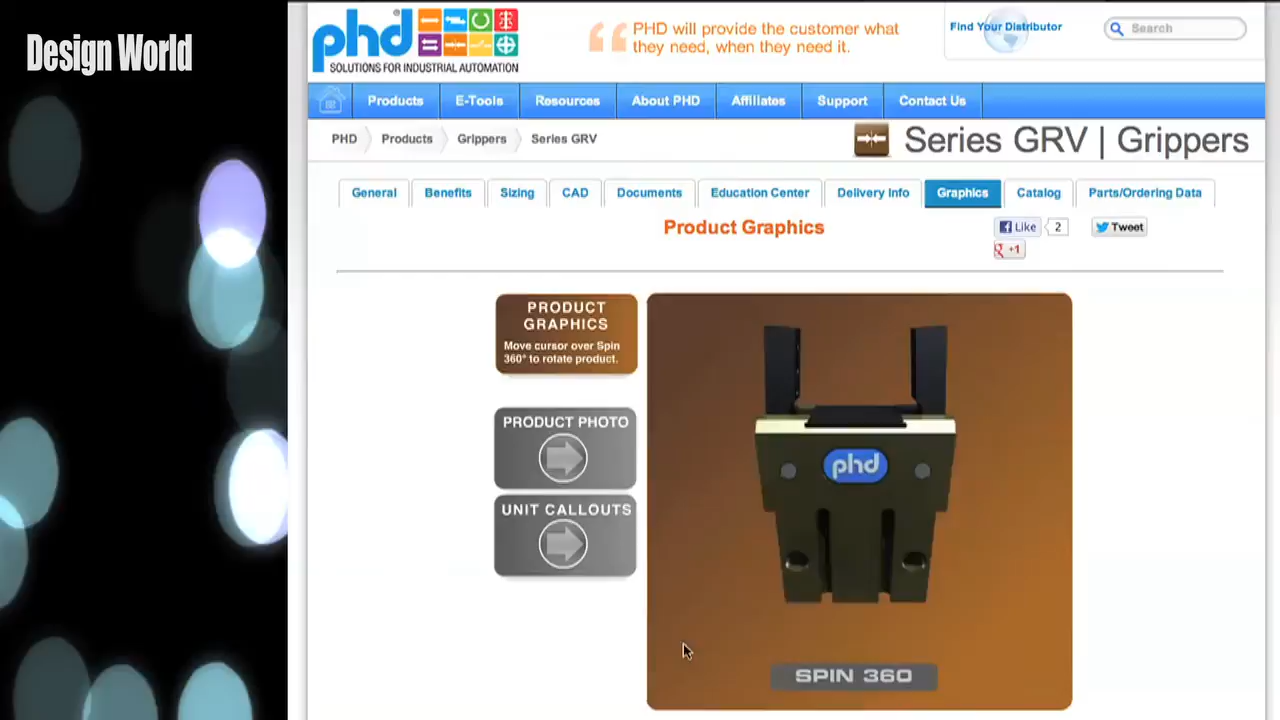 Design World
phd
SOLUTIONS FOR INDUSTRIAL AUTOMATION
PHD will provide the customer what
they need, when they need it.
Find Your Distributor
Search
Products
E-Tools
Resources
About PHD
Affiliates
Support
Contact Us
PHD
Products
Grippers
Series GRV
Series GRV | Grippers
General
Benefits
Sizing
CAD
Documents
Education Center
Delivery Info
Graphics
Catalog
Parts/Ordering Data
Product Graphics
Like
2
Tweet
+1
PRODUCT
GRAPHICS
Move cursor over Spin
360° to rotate product.
PRODUCT PHOTO
UNIT CALLOUTS
phd
SPIN 360